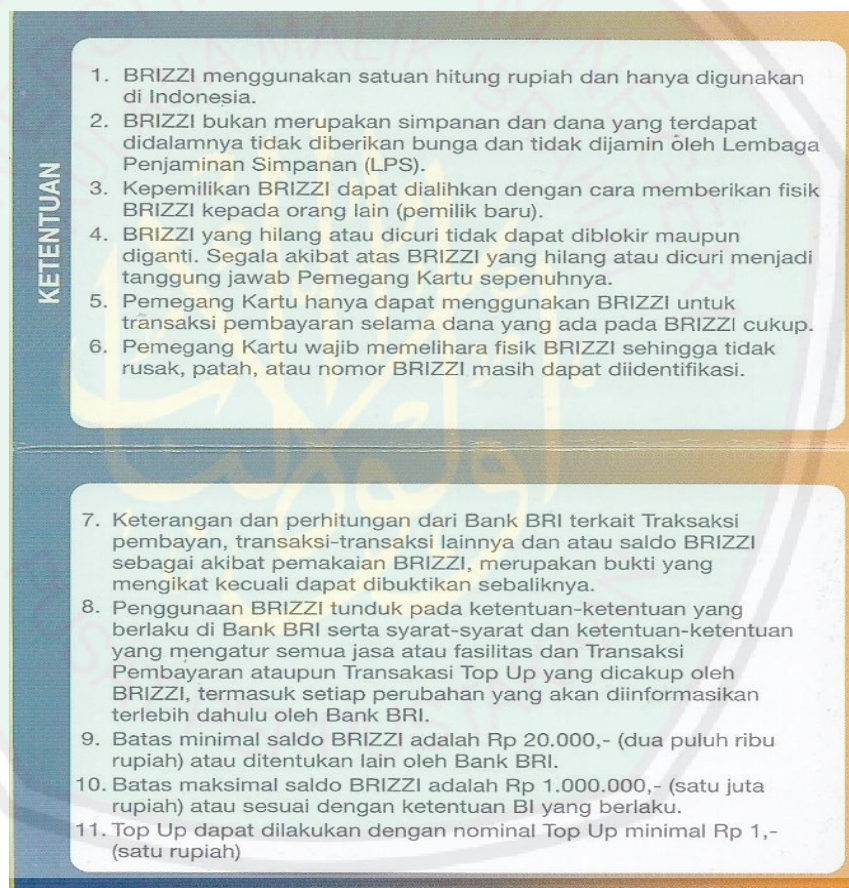 KETENTUAN
1. BRIZZI menggunakan satuan hitung rupiah dan hanya digunakan
di Indonesia.
2. BRIZZI bukan merupakan simpanan dan dana yang terdapat
didalamnya tidak diberikan bunga dan tidak dijamin oleh Lembaga
Penjaminan Simpanan (LPS).
3. Kepemilikan BRIZZI dapat dialihkan dengan cara memberikan fisik
BRIZZI kepada orang lain (pemilik baru).
4. BRIZZI yang hilang atau dicuri tidak dapat diblokir maupun
diganti. Segala akibat atas BRIZZI yang hilang atau dicuri menjadi
tanggung jawab Pemegang Kartu sepenuhnya.
5. Pemegang Kartu hanya dapat menggunakan BRIZZI untuk
transaksi pembayaran selama dana yang ada pada BRIZZI cukup.
6. Pemegang Kartu wajib memelihara fisik BRIZZI sehingga tidak
rusak, patah, atau nomor BRIZZI masih dapat diidentifikasi.
7. Keterangan dan perhitungan dari Bank BRI terkait Traksaksi
pembayan, transaksi-transaksi lainnya dan atau saldo BRIZZI
sebagai akibat pemakaian BRIZZI, merupakan bukti yang
mengikat kecuali dapat dibuktikan sebaliknya.
8. Penggunaan BRIZZI tunduk pada ketentuan-ketentuan yang
berlaku di Bank BRI serta syarat-syarat dan ketentuan-ketentuan
yang mengatur semua jasa atau fasilitas dan Transaksi
Pembayaran ataupun Transakasi Top Up yang dicakup oleh
BRIZZI, termasuk setiap perubahan yang akan diinformasikan
terlebih dahulu oleh Bank BRI.
9. Batas minimal saldo BRIZZI adalah Rp 20.000,- (dua puluh ribu
rupiah) atau ditentukan lain oleh Bank BRI.
10. Batas maksimal saldo BRIZZI adalah Rp 1.000.000,- (satu juta
rupiah) atau sesuai dengan ketentuan BI yang berlaku.
11. Top Up dapat dilakukan dengan nominal Top Up minimal Rp 1,-
(satu rupiah)